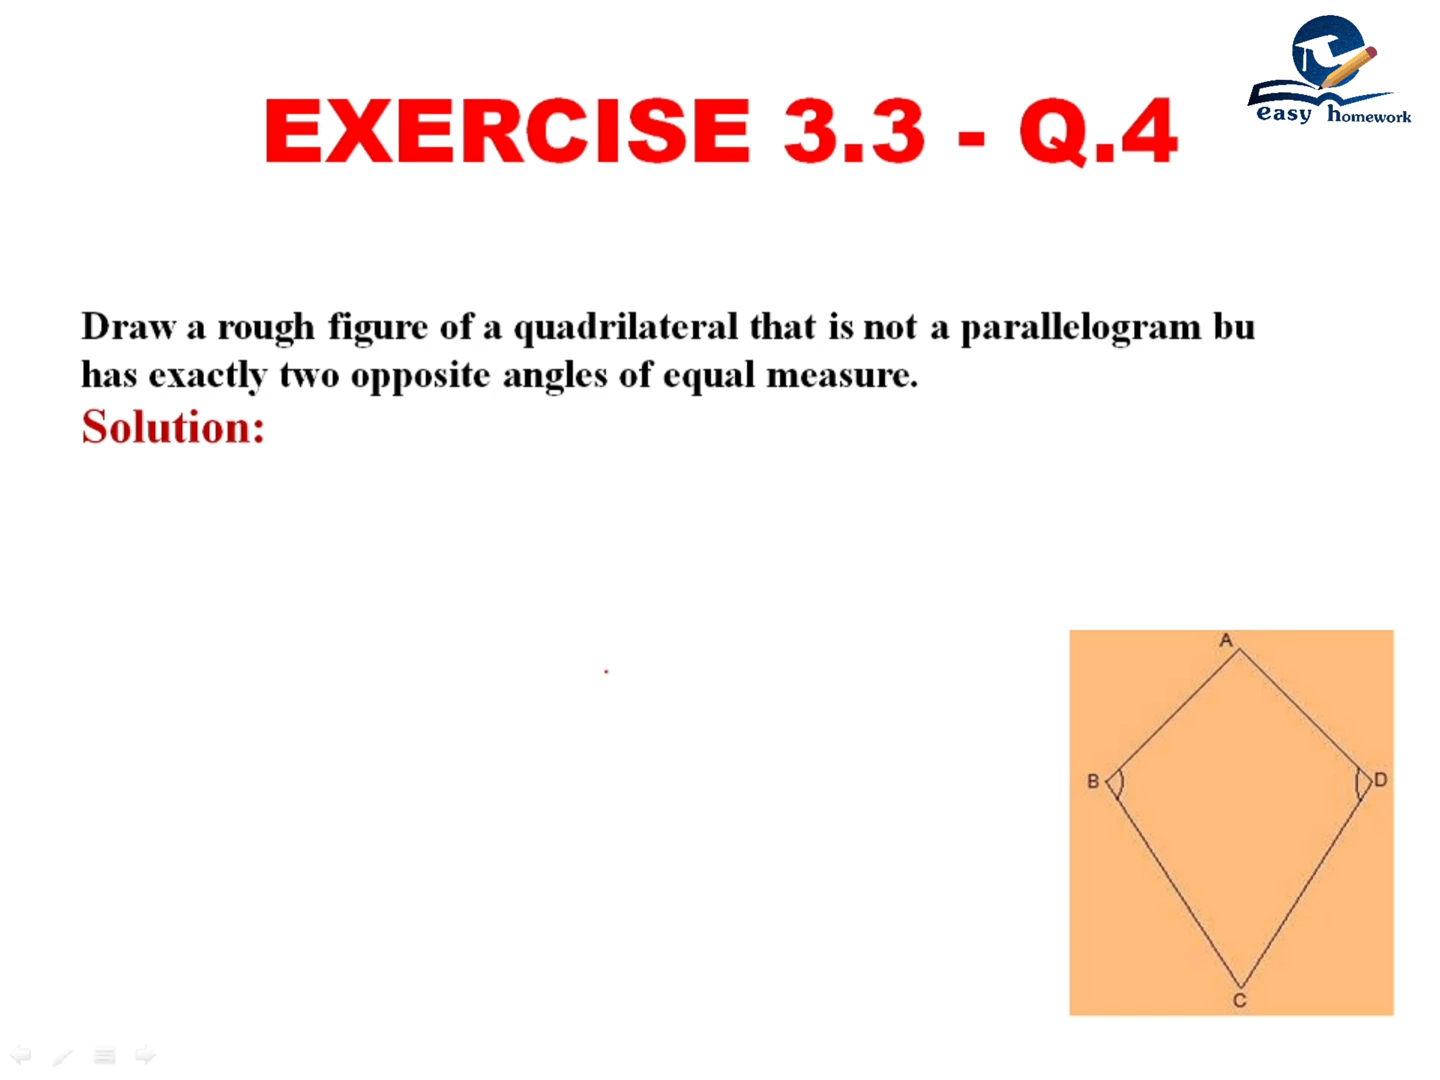 easy homework
EXERCISE 3.3 - Q.4
Draw a rough figure of a quadrilateral that is not a parallelogram bu
has exactly two opposite angles of equal measure.
Solution:
A
B
D
C